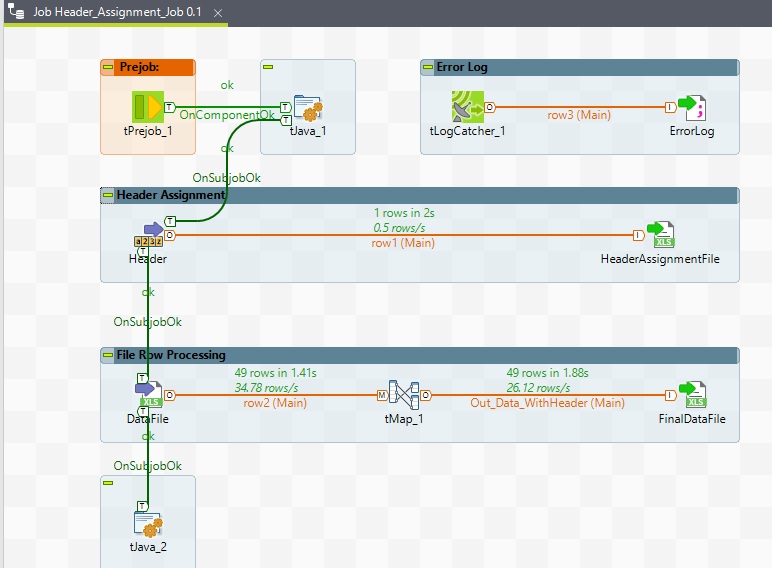 Job Header_Assignment_Job 0.1
Prejob:
ok
OnComponentOk
tPrejob_1
tJava_1
ok
OnSubjobOk
Error Log
tLogCatcher_1
row3 (Main)
ErrorLog
Header Assignment
1 rows in 2s
0.5 rows/s
row1 (Main)
Header
HeaderAssignmentFile
ok
OnSubjobOk
File Row Processing
49 rows in 1.41s
34.78 rows/s
row2 (Main)
49 rows in 1.88s
26.12 rows/s
Out_Data_WithHeader (Main)
DataFile
tMap_1
FinalDataFile
ok
OnSubjobOk
tJava_2